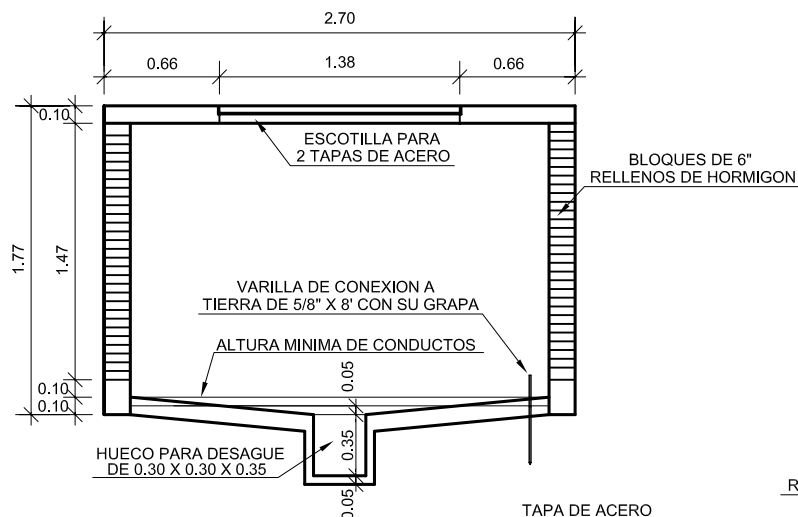 2.70
0.66
1.38
0.66
0.10
ESCOTILLA PARA
2 TAPAS DE ACERO
BLOQUES DE 6"
RELLENOS DE HORMIGON
1.77
1.47
VARILLA DE CONEXION A
TIERRA DE 5/8" X 8' CON SU GRAPA
ALTURA MINIMA DE CONDUCTOS
0.05
0.10
0.10
0.35
HUECO PARA DESAGUE
DE 0.30 X 0.30 X 0.35
0.05
TAPA DE ACERO
R